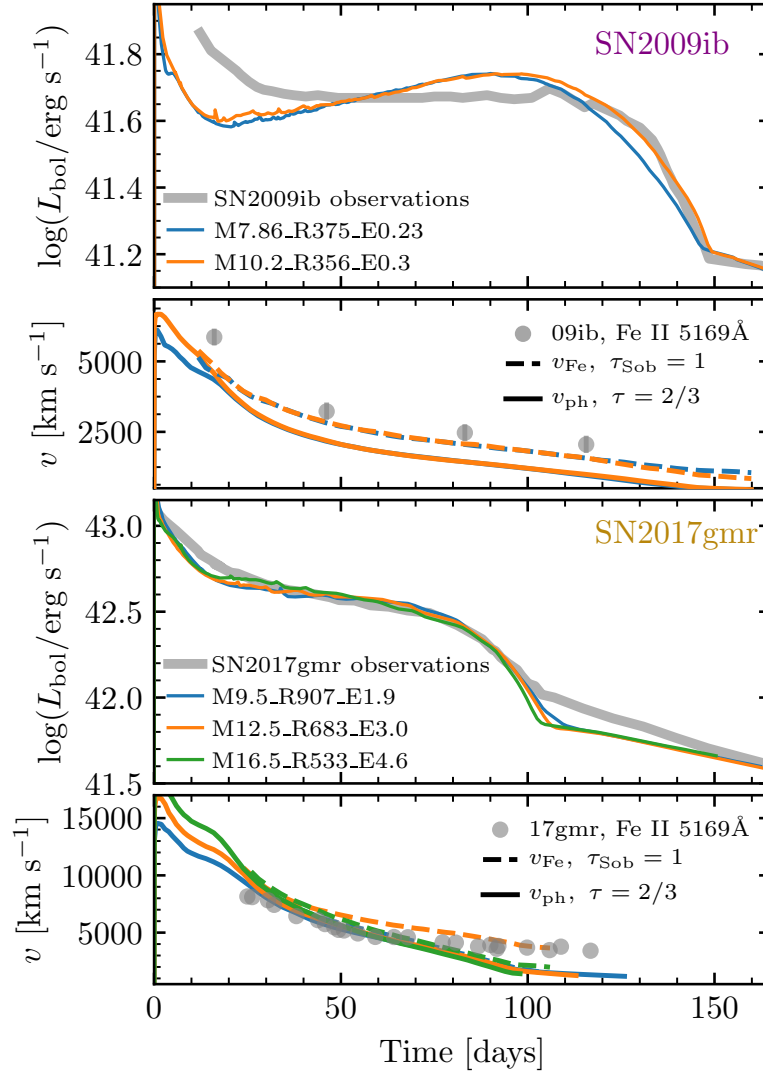 SN2009ib
41.8
41.6
41.4
41.2
log(L_bol/erg s⁻¹)
SN2009ib observations
M7.86_R375_E0.23
M10.2_R356_E0.3
5000
2500
v [km s⁻¹]
09ib, Fe II 5169Å
v_Fe, τ_Sob = 1
v_ph, τ = 2/3
SN2017gmr
43.0
42.5
42.0
41.5
log(L_bol/erg s⁻¹)
SN2017gmr observations
M9.5_R907_E1.9
M12.5_R683_E3.0
M16.5_R533_E4.6
15000
10000
5000
v [km s⁻¹]
17gmr, Fe II 5169Å
v_Fe, τ_Sob = 1
v_ph, τ = 2/3
0 50 100 150
Time [days]